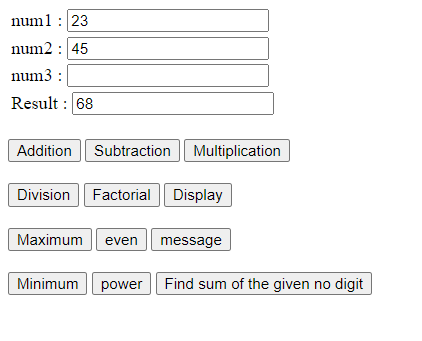 num1 : 23
num2 : 45
num3 :
Result : 68
Addition Subtraction Multiplication
Division Factorial Display
Maximum even message
Minimum power Find sum of the given no digit